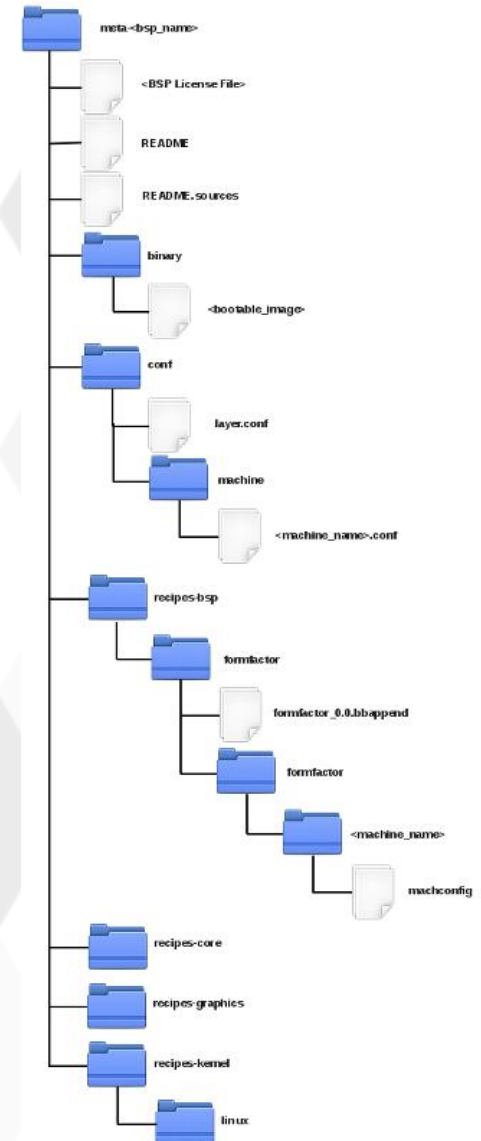 meta-<bsp_name>
<BSP License File>
README
README.sources
binary
<bootable_image>
conf
layer.conf
machine
<machine_name>.conf
recipes-bsp
formfactor
formfactor_0.0.bbappend
formfactor
<machine_name>
machconfig
recipes-core
recipes-graphics
recipes-kernel
linux